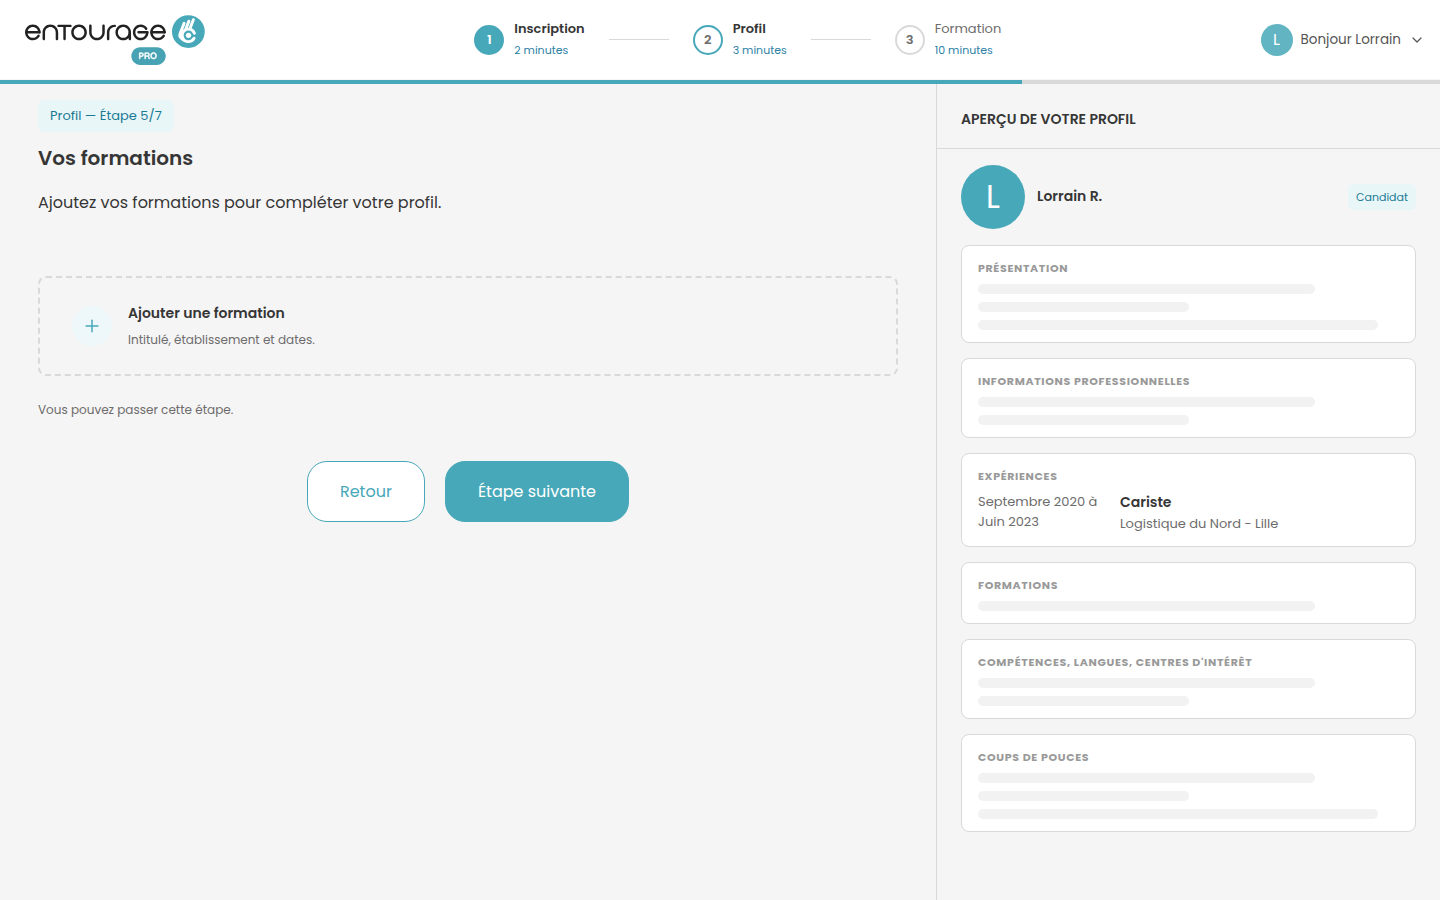 entourage
PRO
1
Inscription
2 minutes
2
Profil
3 minutes
3
Formation
10 minutes
L
Bonjour Lorrain
Profil — Étape 5/7
Vos formations
Ajoutez vos formations pour compléter votre profil.
+
Ajouter une formation
Intitulé, établissement et dates.
Vous pouvez passer cette étape.
Retour
Étape suivante
APERÇU DE VOTRE PROFIL
L
Lorrain R.
Candidat
PRÉSENTATION
INFORMATIONS PROFESSIONNELLES
EXPÉRIENCES
Septembre 2020 à
Juin 2023
Cariste
Logistique du Nord - Lille
FORMATIONS
COMPÉTENCES, LANGUES, CENTRES D'INTÉRÊT
COUPS DE POUCES